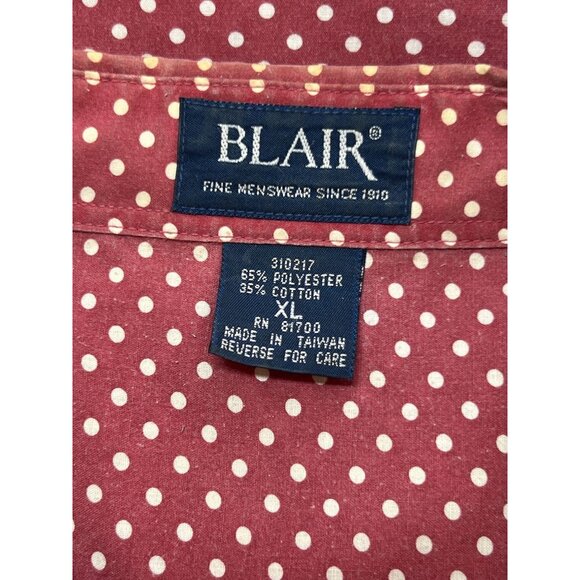 BLAIR®
FINE MENSWEAR SINCE 1910
310217
65% POLYESTER
35% COTTON
XL
RN 81700
MADE IN TAIWAN
REVERSE FOR CARE